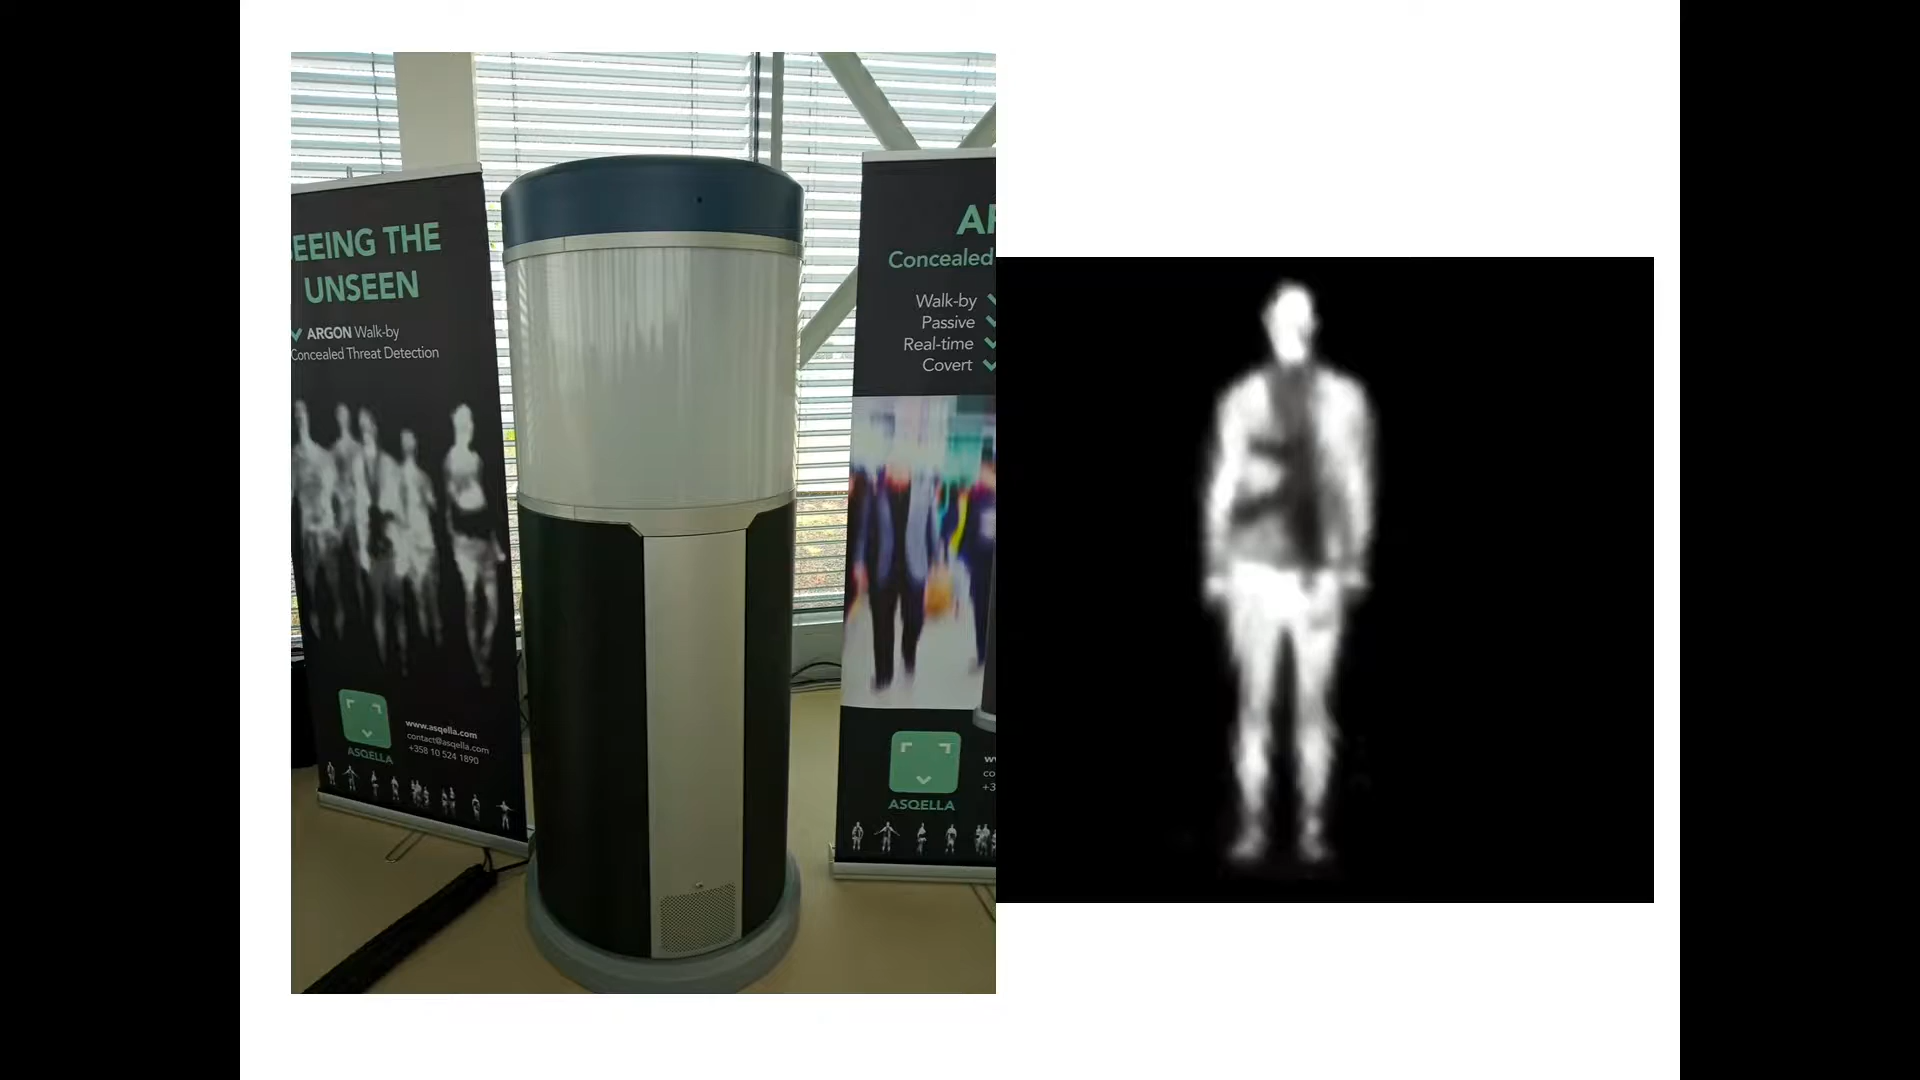 EEING THE
UNSEEN
ARGON Walk-by
Concealed Threat Detection
www.asqella.com
contact@asqella.com
+358 10 524 1890
ASQELLA
Concealed
Walk-by
Passive
Real-time
Covert
ASQELLA